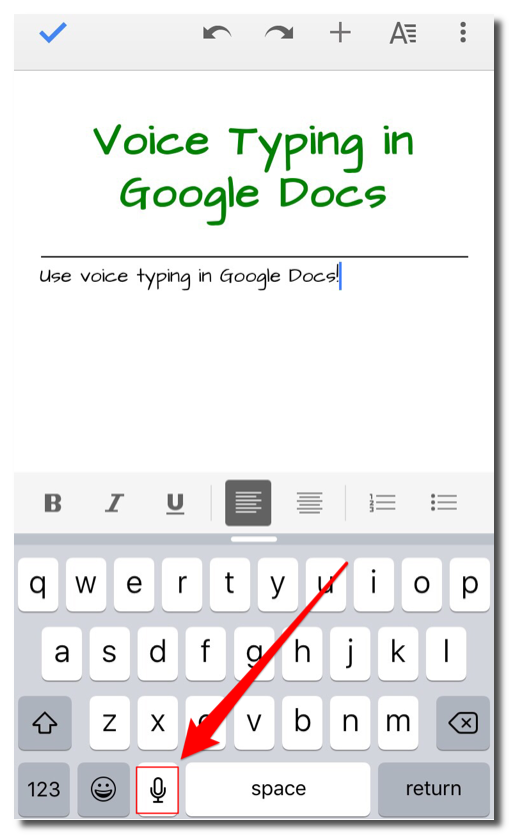 Voice Typing in
Google Docs
Use voice typing in Google Docs!
B I U
q w e r t y u i o p
a s d f g h j k l
z x c v b n m
123 space return